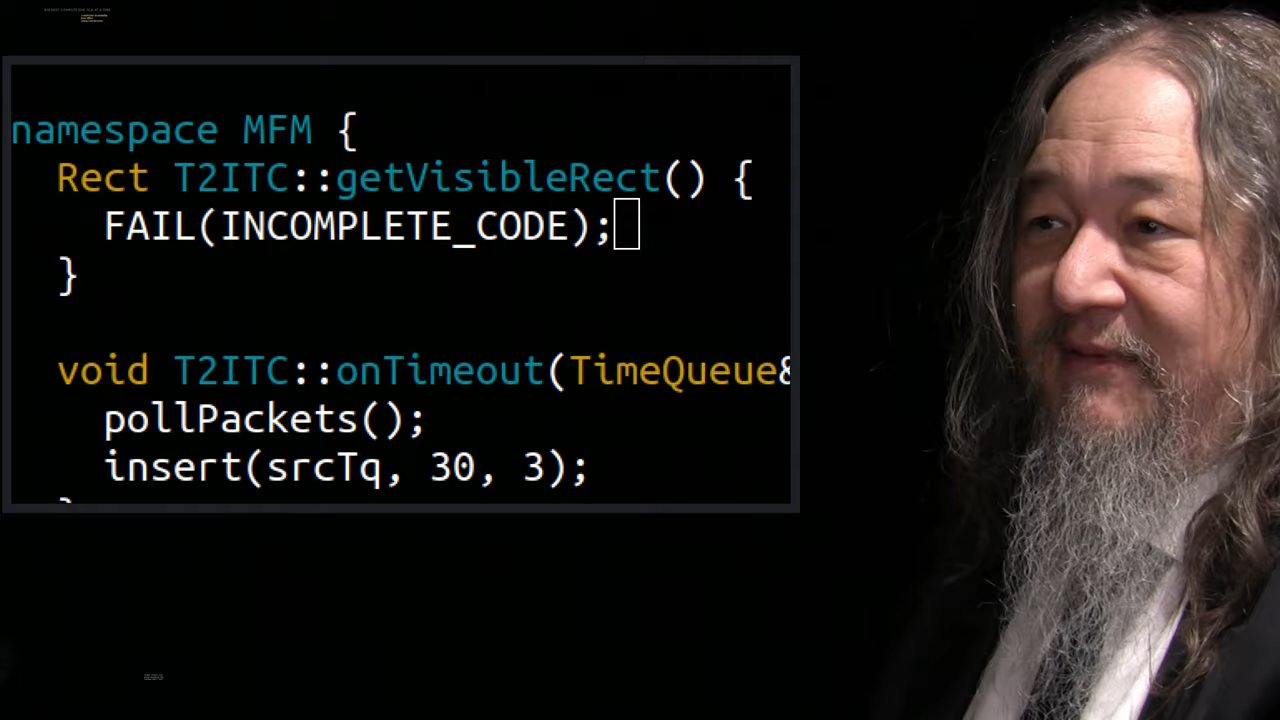 namespace MFM {
Rect T2ITC::getVisibleRect() {
FAIL(INCOMPLETE_CODE);
}
void T2ITC::onTimeout(TimeQueue&
pollPackets();
insert(srcTq, 30, 3);
}